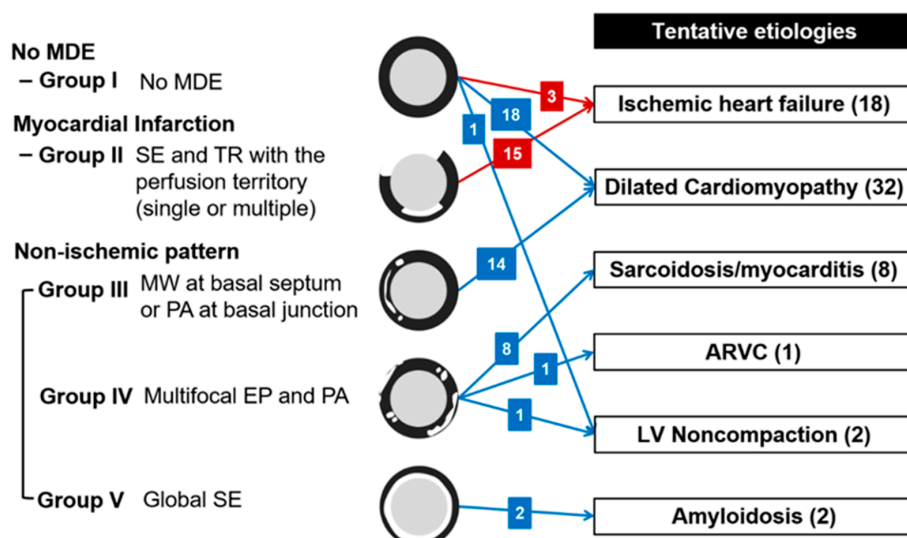 Tentative etiologies
No MDE
– Group I No MDE
Myocardial Infarction
– Group II SE and TR with the
perfusion territory
(single or multiple)
Non-ischemic pattern
Group III MW at basal septum
or PA at basal junction
Group IV Multifocal EP and PA
Group V Global SE
3
18
1
15
14
8
1
1
2
Ischemic heart failure (18)
Dilated Cardiomyopathy (32)
Sarcoidosis/myocarditis (8)
ARVC (1)
LV Noncompaction (2)
Amyloidosis (2)